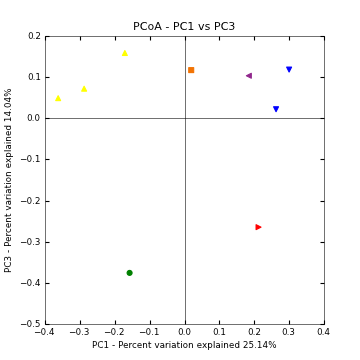 PCoA - PC1 vs PC3
0.2
0.1
0.0
−0.1
−0.2
−0.3
−0.4
−0.5
PC3 - Percent variation explained 14.04%
−0.4 −0.3 −0.2 −0.1 0.0 0.1 0.2 0.3 0.4
PC1 - Percent variation explained 25.14%